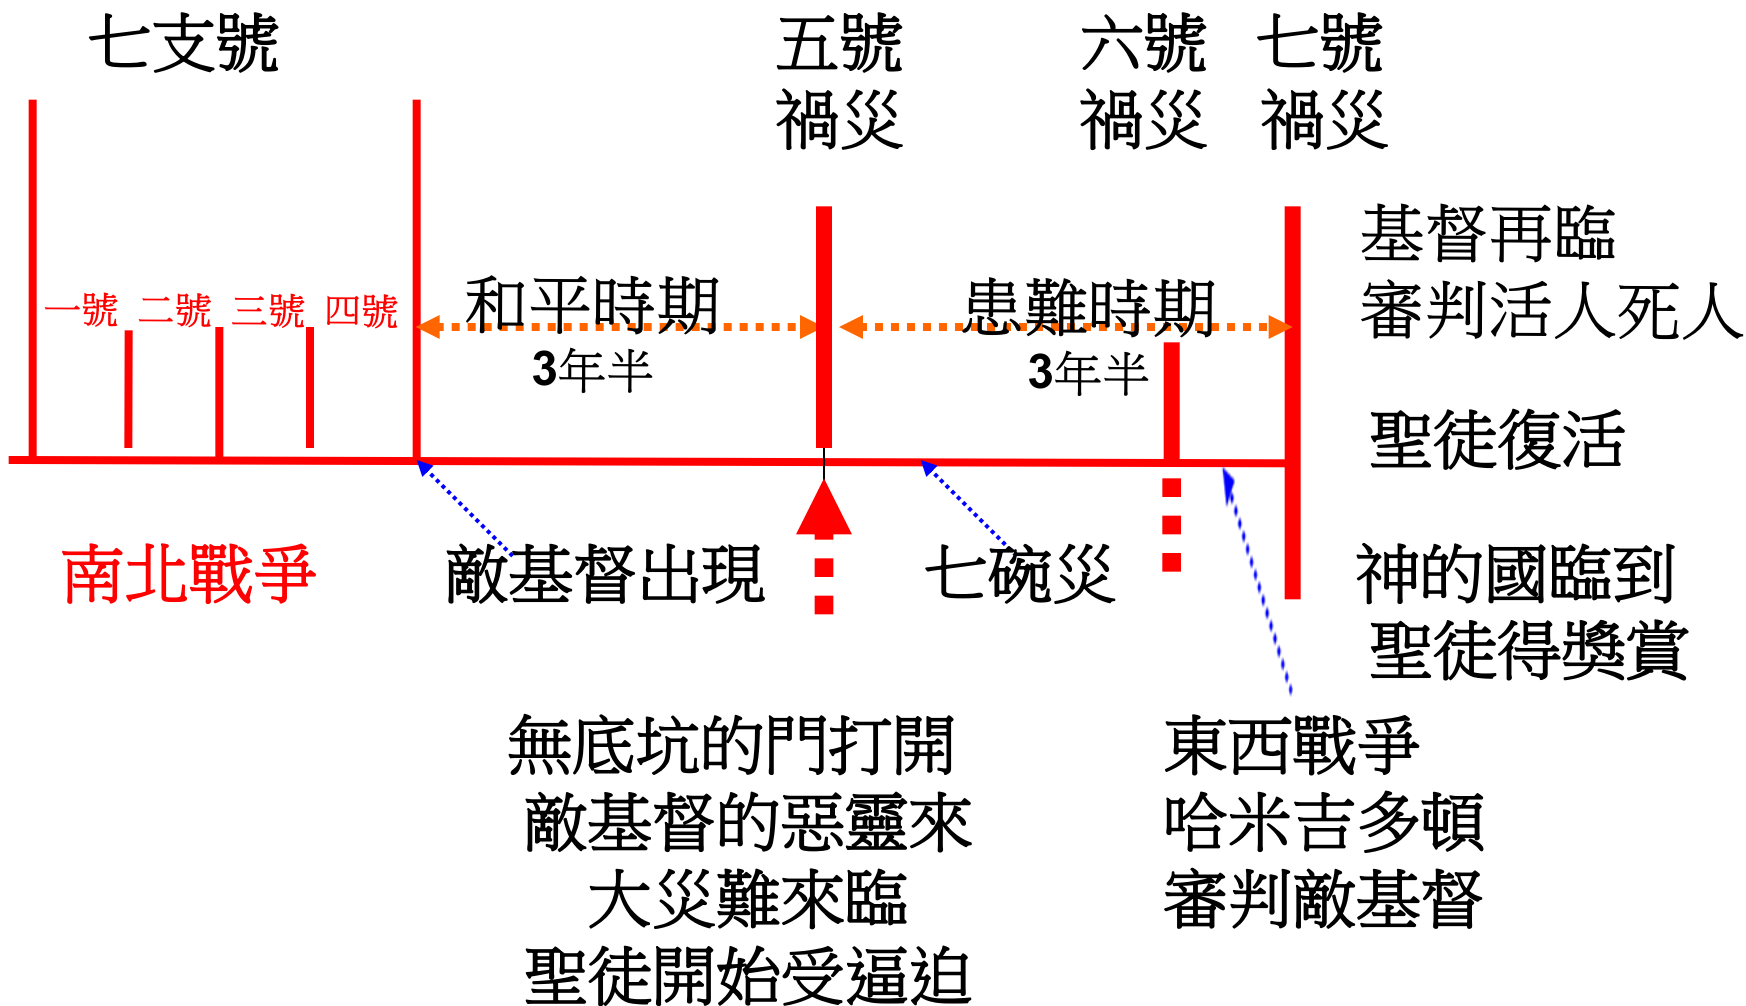 七支號
五號
禍災
六號
禍災
七號
禍災
一號
二號
三號
四號
和平時期
3年半
患難時期
3年半
基督再臨
審判活人死人
聖徒復活
南北戰爭
敵基督出現
七碗災
神的國臨到
聖徒得獎賞
無底坑的門打開
敵基督的惡靈來
大災難來臨
聖徒開始受逼迫
東西戰爭
哈米吉多頓
審判敵基督